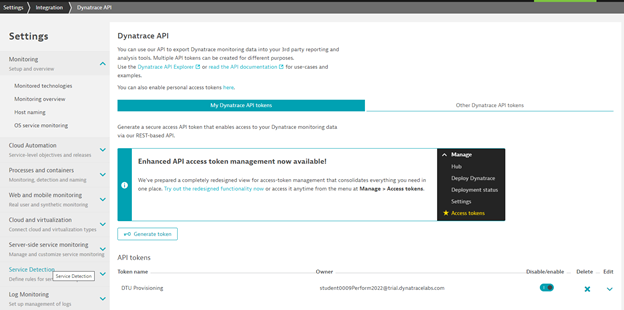 Settings
Integration
Dynatrace API
Settings
Monitoring
Setup and overview
Monitored technologies
Monitoring overview
Host naming
OS service monitoring
Cloud Automation
Service-level objectives and releases
Processes and containers
Monitoring, detection and naming
Web and mobile monitoring
Real user and synthetic monitoring
Cloud and virtualization
Connect cloud and virtualization types
Server-side service monitoring
Manage and customize service monitoring
Service Detection
Define rules for
Service Detection
Log Monitoring
Set up management of logs
Dynatrace API
You can use our API to export Dynatrace monitoring data into your 3rd party reporting and
analysis tools. Multiple API tokens can be created for different purposes.
Use the Dynatrace API Explorer or read the API documentation for use-cases and
examples.
You can also enable personal access tokens here.
My Dynatrace API tokens
Other Dynatrace API tokens
Generate a secure access API token that enables access to your Dynatrace monitoring data
via our REST-based API.
Enhanced API access token management now available!
We've prepared a completely redesigned view for access-token management that consolidates everything you need in
one place. Try out the redesigned functionality now or access it anytime from the menu at Manage > Access tokens.
Manage
Hub
Deploy Dynatrace
Deployment status
Settings
Access tokens
Generate token
API tokens
Token name Owner Disable/enable Delete Edit
DTU Provisioning student0009Perform2022@trial.dynatracelabs.com